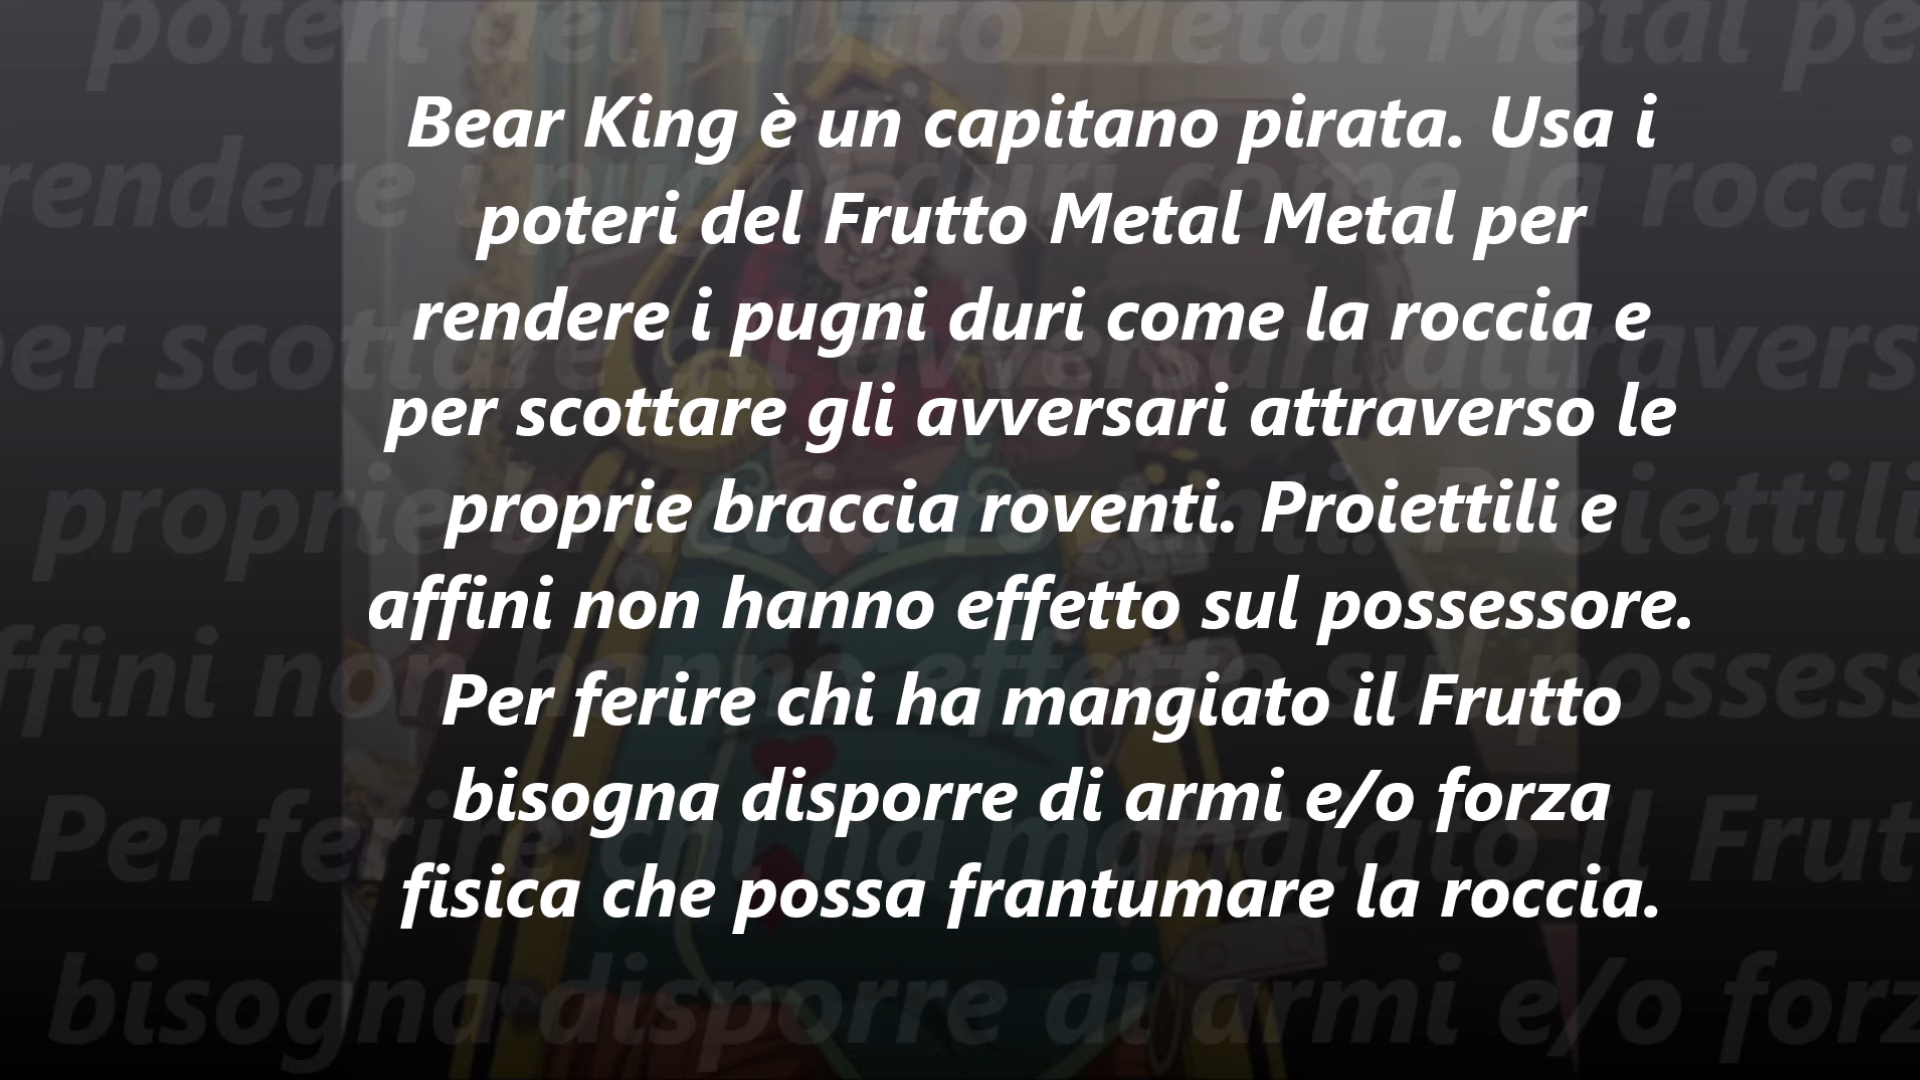 Bear King è un capitano pirata. Usa i
poteri del Frutto Metal Metal per
rendere i pugni duri come la roccia e
per scottare gli avversari attraverso le
proprie braccia roventi. Proiettili e
affini non hanno effetto sul possessore.
Per ferire chi ha mangiato il Frutto
bisogna disporre di armi e/o forza
fisica che possa frantumare la roccia.